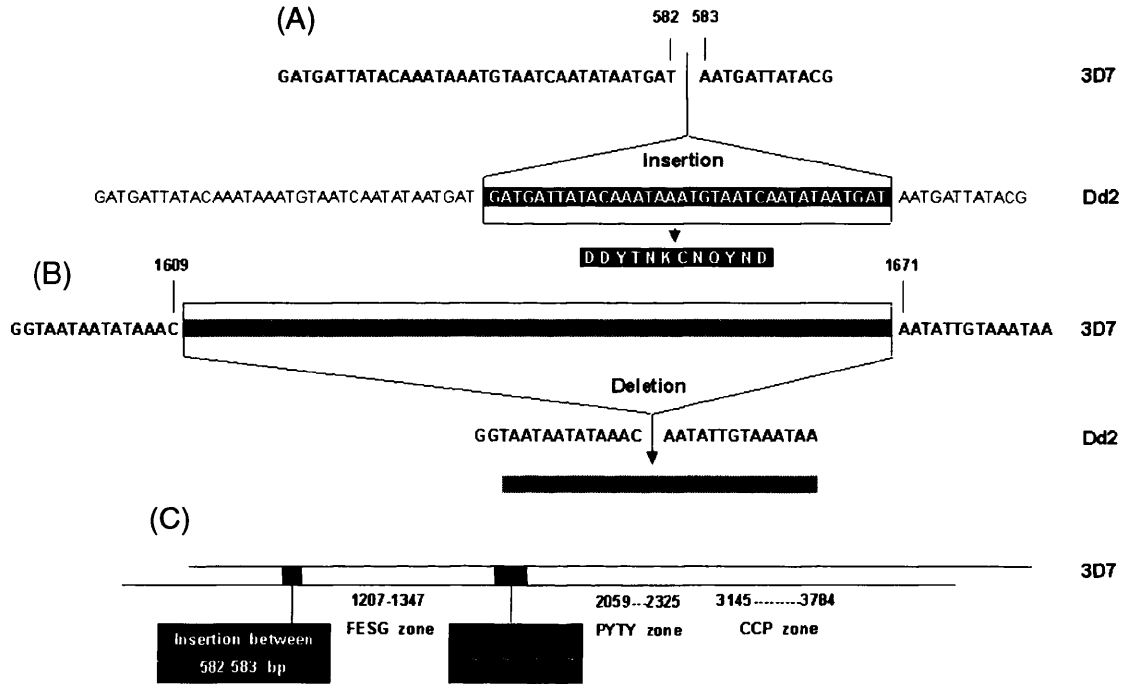 (A)
582 583
GATGATTATACAAATAAATGTAATCAATATAATGAT AATGATTATACG 3D7
Insertion
GATGATTATACAAATAAATGTAATCAATATAATGAT GATGATTATACAAATAAATGTAATCAATATAATGAT AATGATTATACG Dd2
D D Y T N K C N Q Y N D
(B)
1609 1671
GGTAATAATATAAAC AATATTGTAAATAA 3D7
Deletion
GGTAATAATATAAAC AATATTGTAAATAA Dd2
(C)
3D7
1207-1347 2059---2325 3145----------3784
FESG zone PYTY zone CCP zone
Insertion between
582 583 bp